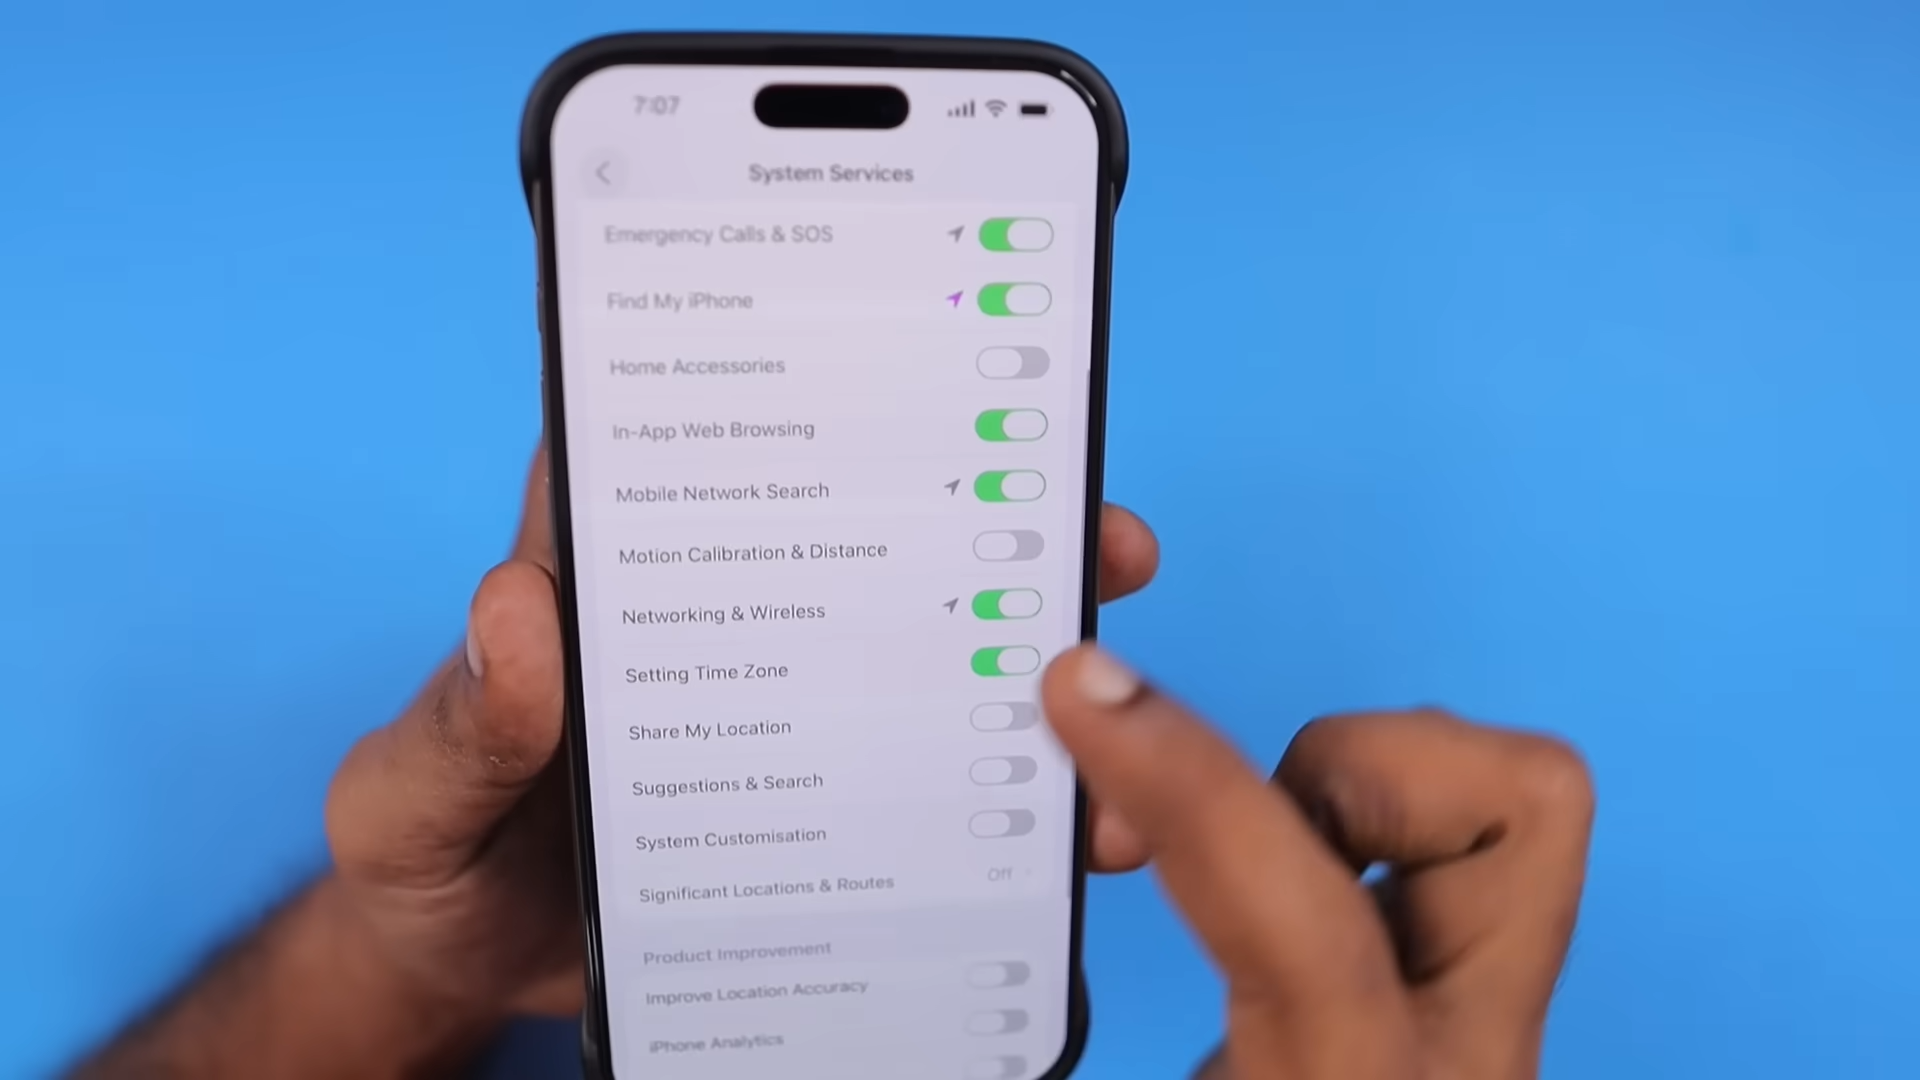 7:07
System Services
Emergency Calls & SOS
Find My iPhone
Home Accessories
In-App Web Browsing
Mobile Network Search
Motion Calibration & Distance
Networking & Wireless
Setting Time Zone
Share My Location
Suggestions & Search
System Customisation
Significant Locations & Routes Off
Product Improvement
Improve Location Accuracy
iPhone Analytics